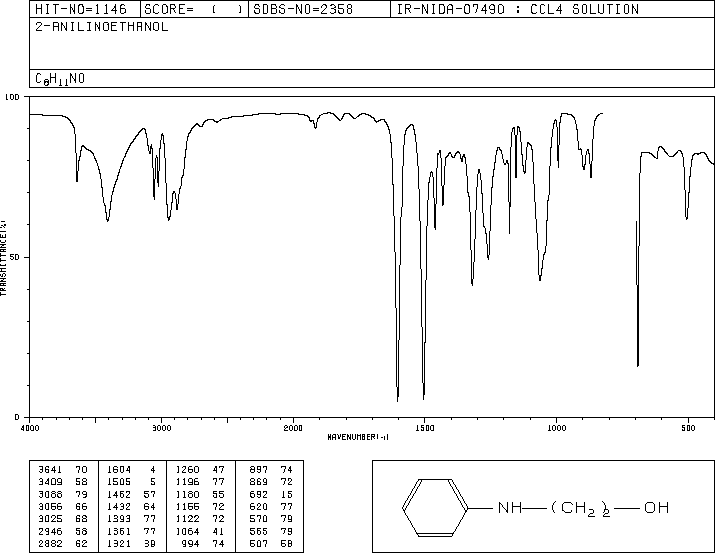 HIT-NO=1146 SCORE= ( ) SDBS-NO=2358 IR-NIDA-07490 : CCL4 SOLUTION
2-ANILINOETHANOL
C8H11NO
100
50
0
TRANSMITTANCE(%)
4000 3000 2000 1500 1000 500
WAVENUMBER(-1)
3641 70 1604 4 1260 47 897 74
3409 58 1505 5 1196 77 869 72
3088 79 1462 57 1180 55 692 15
3056 66 1432 64 1155 72 620 77
3025 68 1393 77 1122 72 570 79
2946 58 1361 77 1064 41 565 79
2882 62 1321 39 994 74 507 59
NH (CH2)2 OH